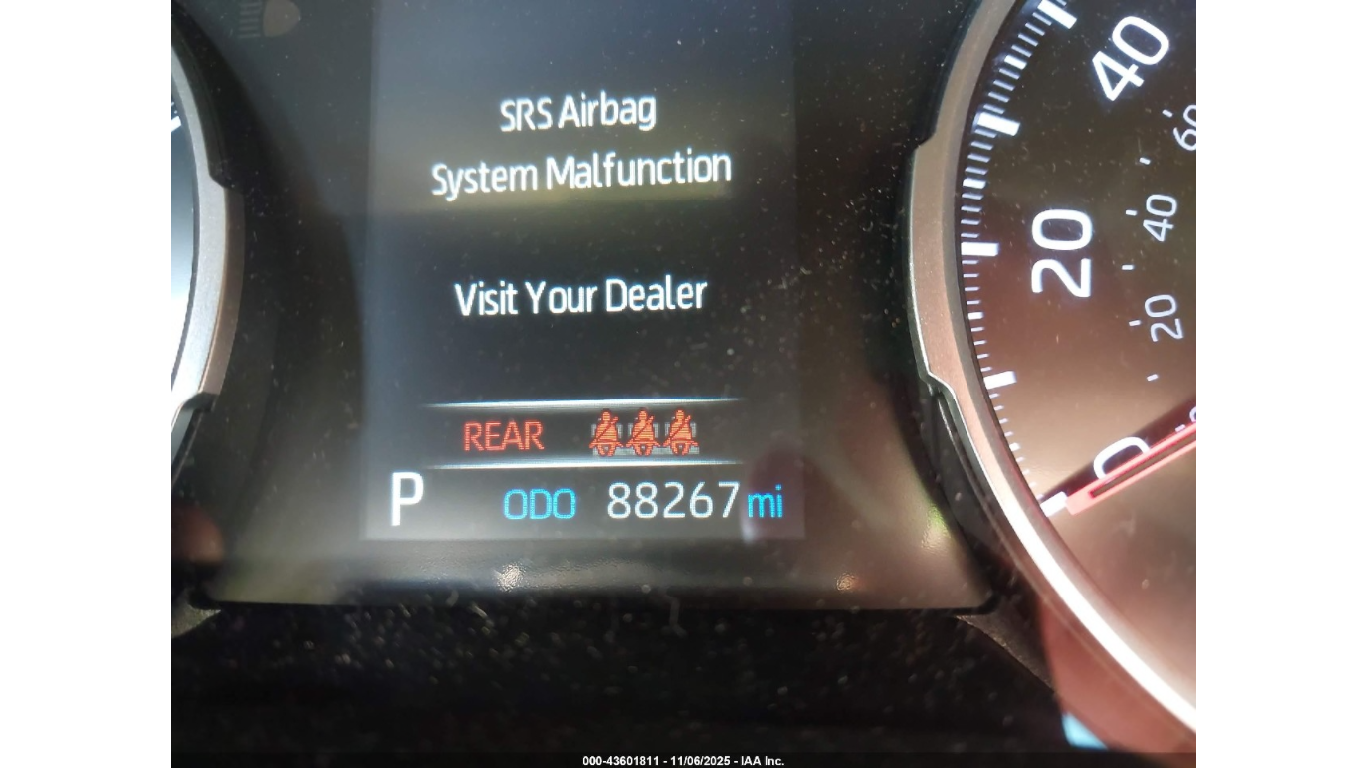 SRS Airbag
System Malfunction
Visit Your Dealer
REAR
P ODO 88267 mi
40
20
0
60
40
20
000-43601811 - 11/06/2025 - IAA Inc.